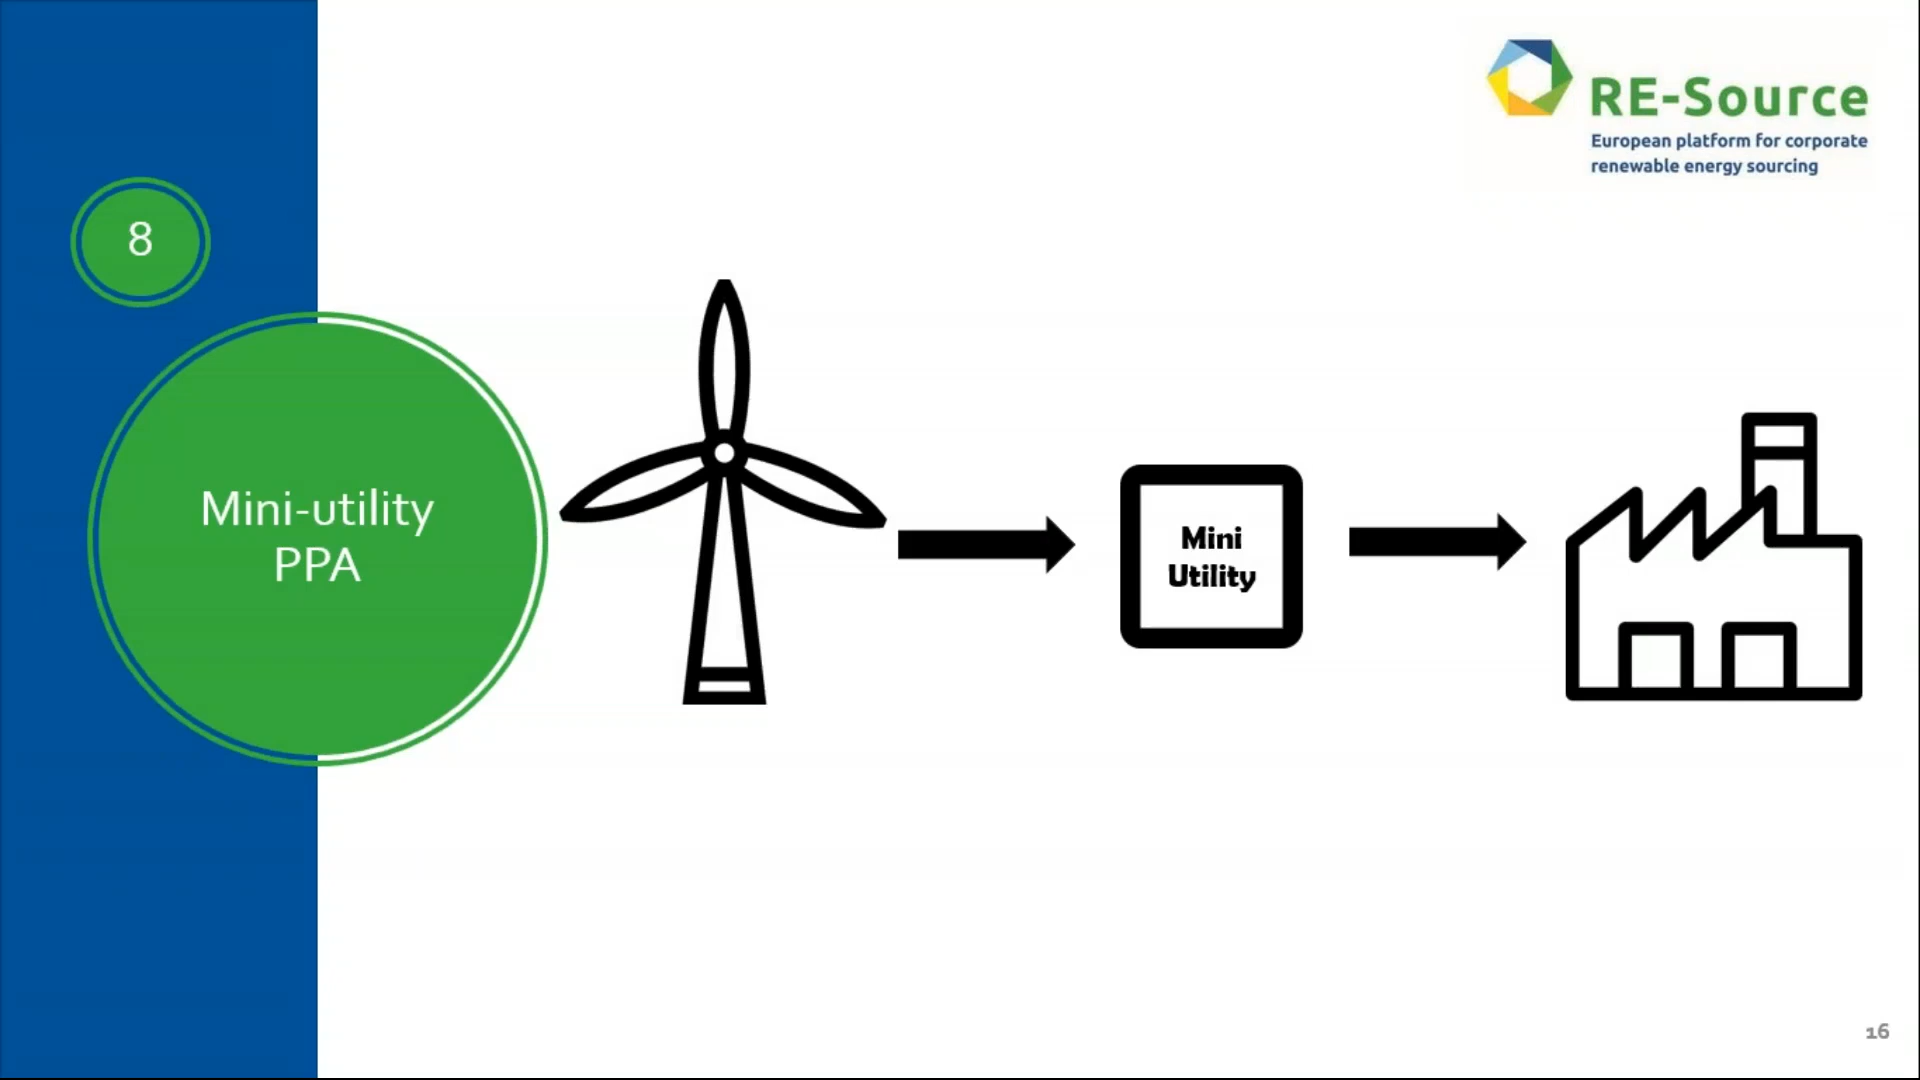 RE-Source
European platform for corporate
renewable energy sourcing
8
Mini-utility
PPA
Mini
Utility
16